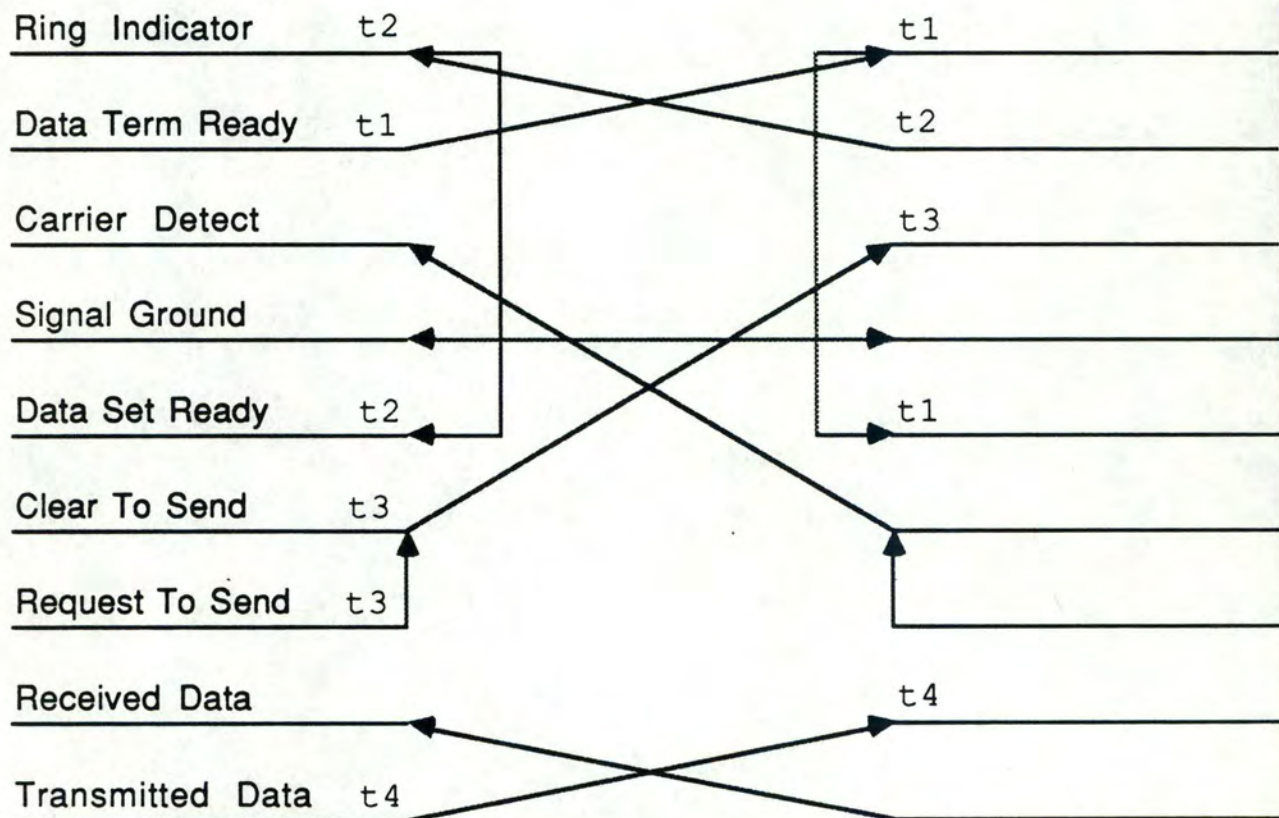 Ring Indicator t2 t1
Data Term Ready t1 t2
Carrier Detect t3
Signal Ground
Data Set Ready t2 t1
Clear To Send t3
Request To Send t3
Received Data t4
Transmitted Data t4